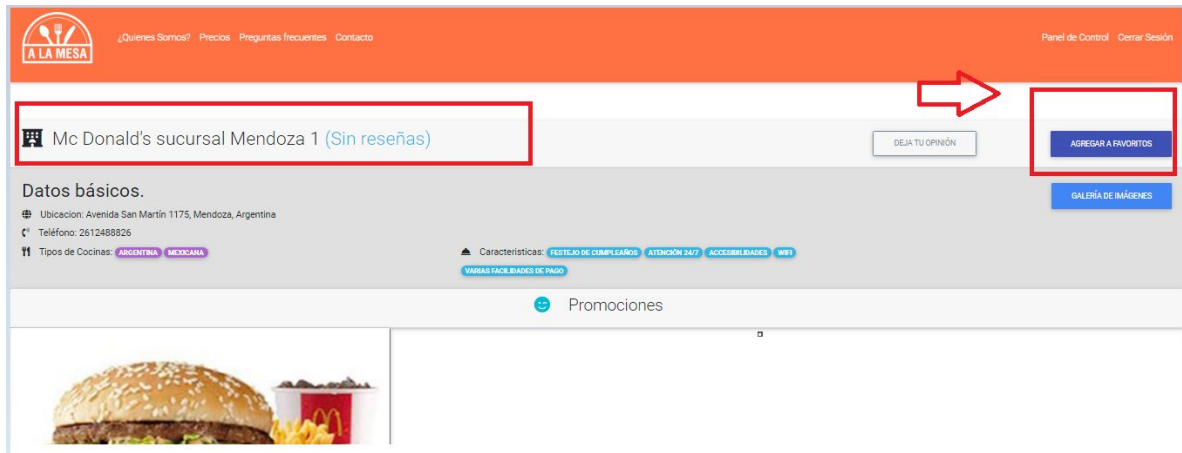 A LA MESA
¿Quienes Somos? Precios Preguntas frecuentes Contacto
Panel de Control Cerrar Sesión
Mc Donald's sucursal Mendoza 1 (Sin reseñas)
DEJA TU OPINIÓN
AGREGAR A FAVORITOS
Datos básicos.
GALERÍA DE IMÁGENES
Ubicacion: Avenida San Martín 1175, Mendoza, Argentina
Teléfono: 2612488826
Tipos de Cocinas: ARGENTINA MEXICANA
Caracteristicas: FESTEJO DE CUMPLEAÑOS ATENCIÓN 24/7 ACCESIBILIDADES WIFI
VARIAS FACILIDADES DE PAGO
Promociones